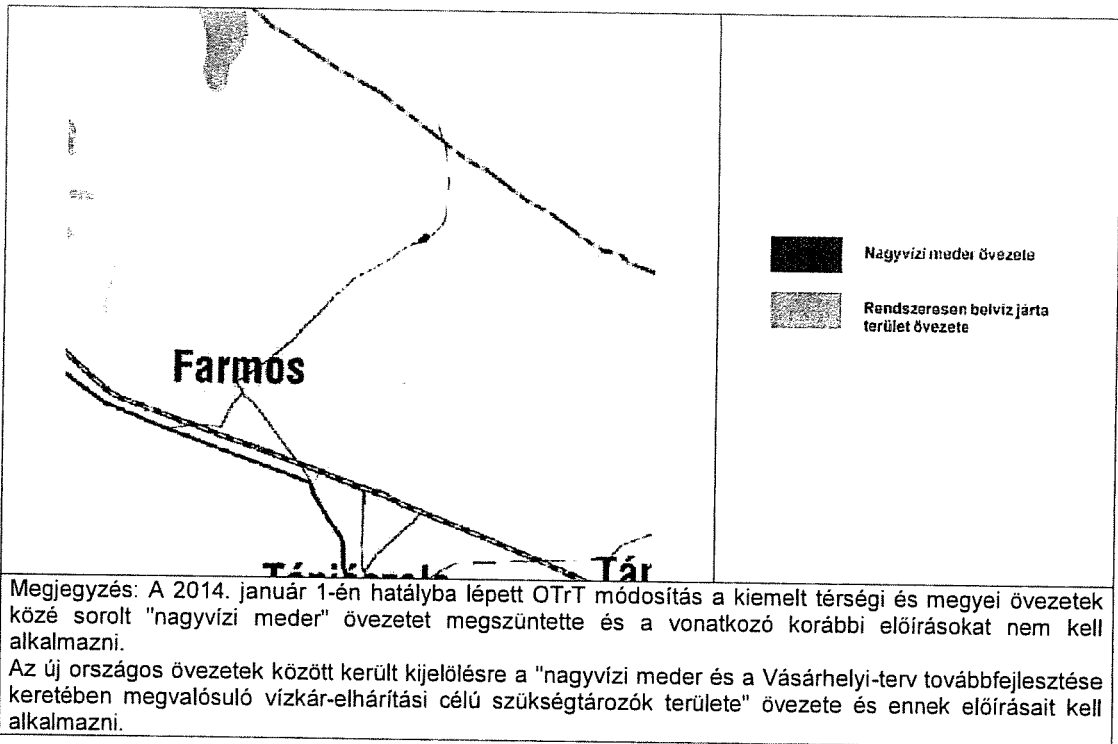 Farmos
Nagyvízi meder övezete
Rendszeresen belvíz járta
terület övezete
Megjegyzés: A 2014. január 1-én hatályba lépett OTrT módosítás a kiemelt térségi és megyei övezetek
közé sorolt "nagyvízi meder" övezetet megszüntette és a vonatkozó korábbi előírásokat nem kell
alkalmazni.
Az új országos övezetek között került kijelölésre a "nagyvízi meder és a Vásárhelyi-terv továbbfejlesztése
keretében megvalósuló vízkár-elhárítási célú szükségtározók területe" övezete és ennek előírásait kell
alkalmazni.